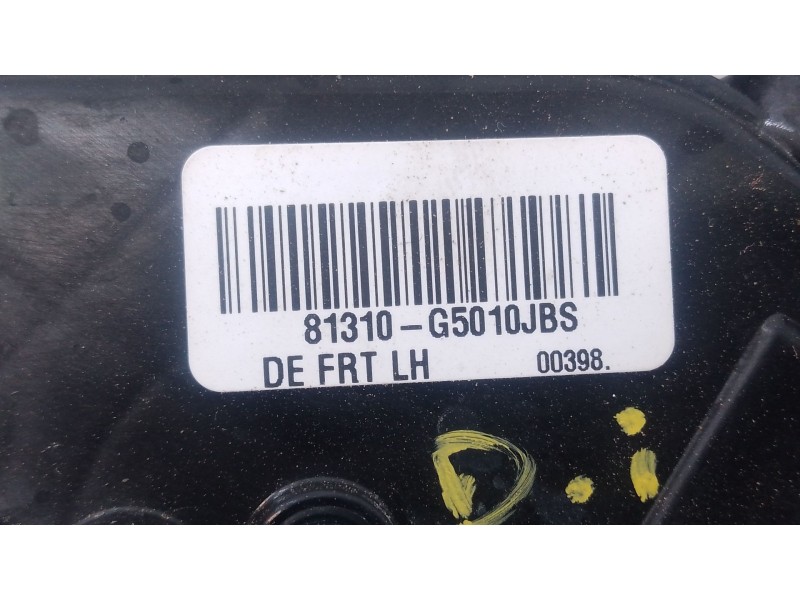 81310-G5010JBS
DE FRT LH 00398.
D.i